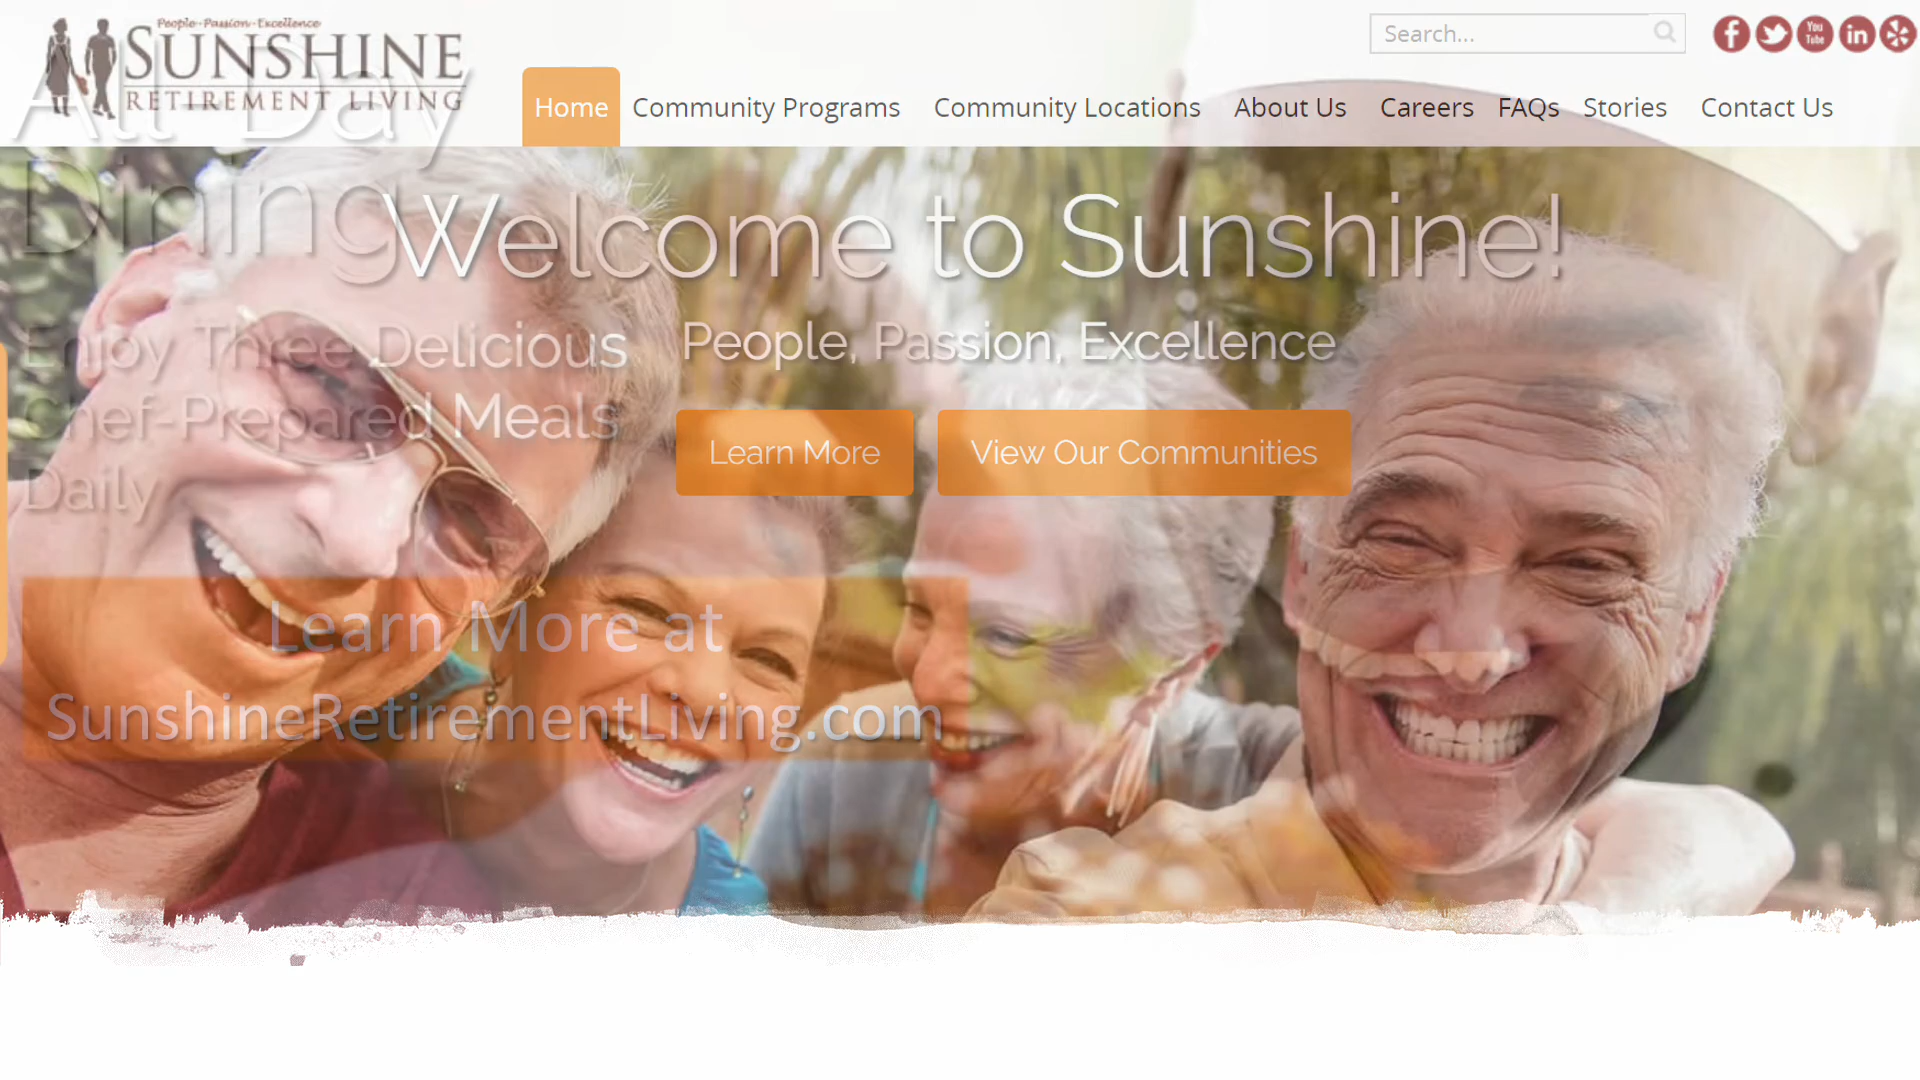 People-Passion-Excellence
SUNSHINE
RETIREMENT LIVING
Search...
You
Tube
Home
Community Programs
Community Locations
About Us
Careers
FAQs
Stories
Contact Us
All Day
Dining
Welcome to Sunshine!
Enjoy Three Delicious
Chef-Prepared Meals
Daily
People, Passion, Excellence
Learn More
View Our Communities
Learn More at
SunshineRetirementLiving.com